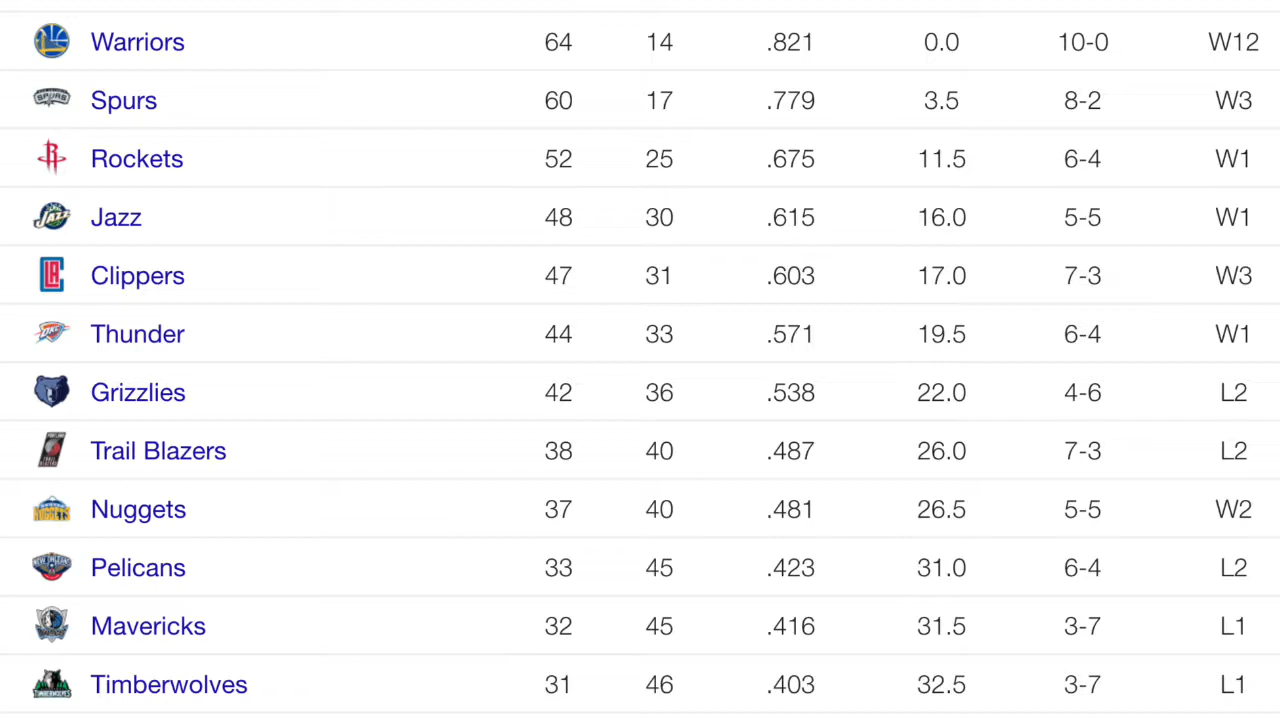 Warriors 64 14 .821 0.0 10-0 W12
SPURS Spurs 60 17 .779 3.5 8-2 W3
Rockets 52 25 .675 11.5 6-4 W1
JAZZ Jazz 48 30 .615 16.0 5-5 W1
Clippers 47 31 .603 17.0 7-3 W3
OKC Thunder 44 33 .571 19.5 6-4 W1
Grizzlies 42 36 .538 22.0 4-6 L2
Trail Blazers 38 40 .487 26.0 7-3 L2
NUGGETS Nuggets 37 40 .481 26.5 5-5 W2
Pelicans 33 45 .423 31.0 6-4 L2
Mavericks 32 45 .416 31.5 3-7 L1
Timberwolves 31 46 .403 32.5 3-7 L1